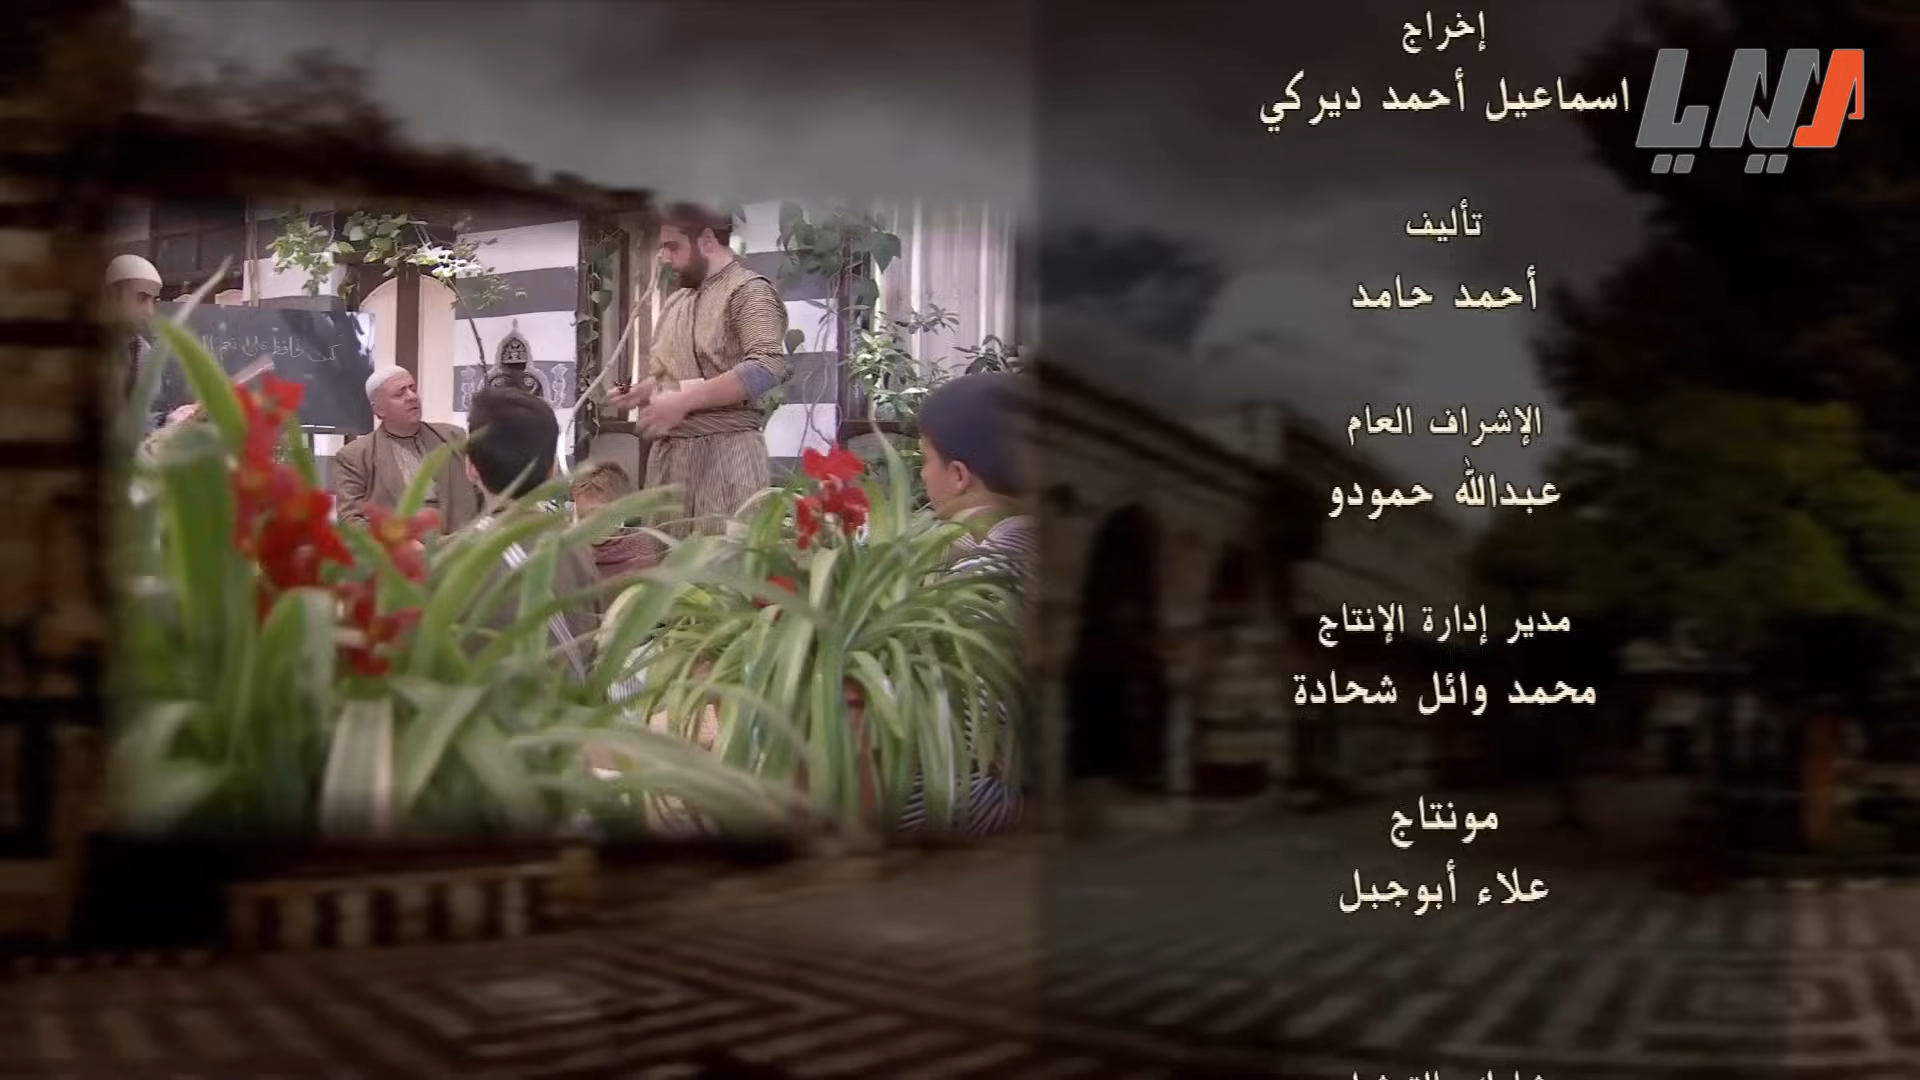 إخراج
اسماعيل أحمد ديركي
تأليف
أحمد حامد
الإشراف العام
عبدالله حمودو
مدير إدارة الإنتاج
محمد وائل شحادة
مونتاج
علاء أبوجبل